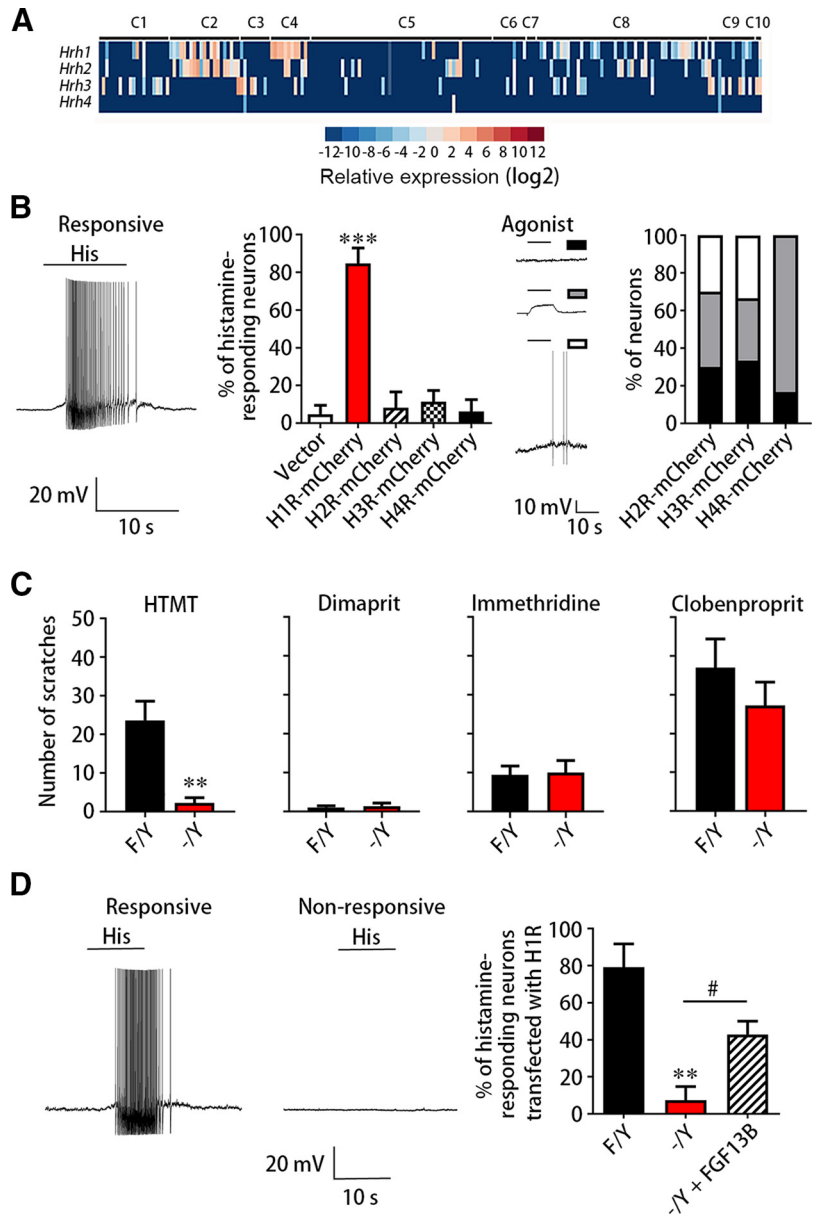 A
C1 C2 C3 C4 C5 C6 C7 C8 C9 C10
Hrh1
Hrh2
Hrh3
Hrh4
-12 -10 -8 -6 -4 -2 0 2 4 6 8 10 12
Relative expression (log2)
B
Responsive
His
20 mV
10 s
% of histamine-
responding neurons
100
80
60
40
20
0
***
Vector
H1R-mCherry
H2R-mCherry
H3R-mCherry
H4R-mCherry
Agonist
10 mV
10 s
% of neurons
100
80
60
40
20
0
H2R-mCherry
H3R-mCherry
H4R-mCherry
C
Number of scratches
50
40
30
20
10
0
HTMT
**
F/Y
-/Y
Dimaprit
F/Y
-/Y
Immethridine
F/Y
-/Y
Clobenproprit
F/Y
-/Y
D
Responsive
His
Non-responsive
His
20 mV
10 s
% of histamine-
responding neurons
transfected with H1R
100
80
60
40
20
0
**
#
F/Y
-/Y
-/Y + FGF13B